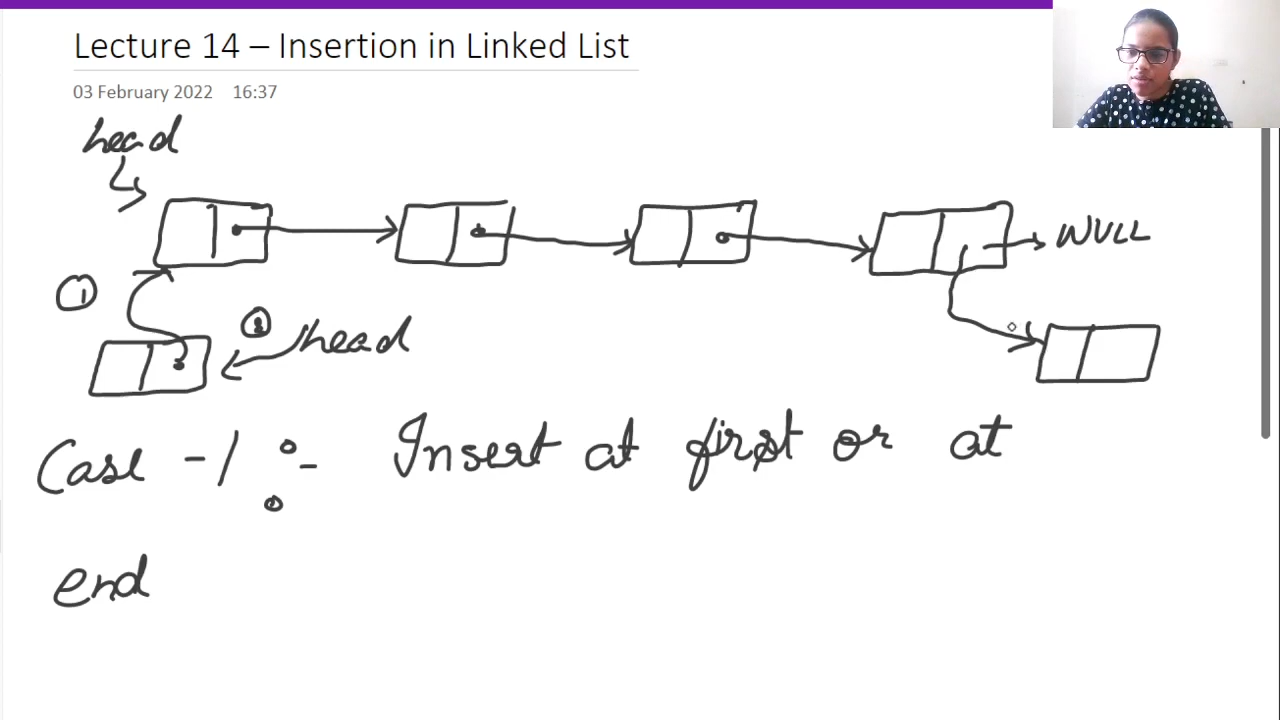 Lecture 14 – Insertion in Linked List
03 February 2022 16:37
head
NULL
①
② head
Case - 1 :- Insert at first or at
end